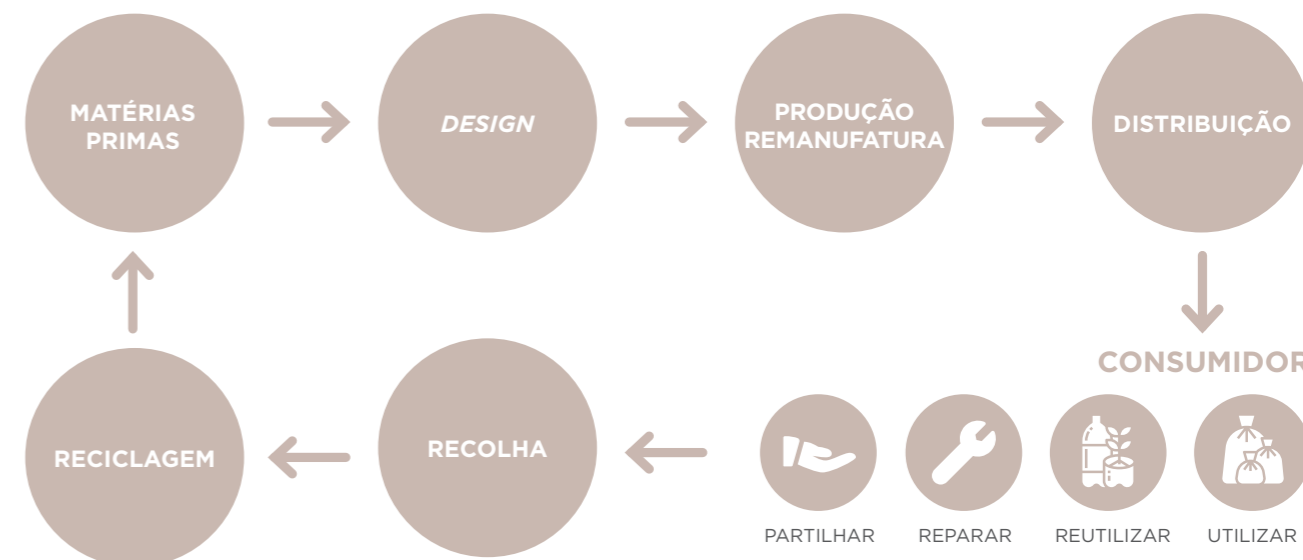 MATÉRIAS
PRIMAS
DESIGN
PRODUÇÃO
REMANUFATURA
DISTRIBUIÇÃO
CONSUMIDOR
RECICLAGEM
RECOLHA
PARTILHAR
REPARAR
REUTILIZAR
UTILIZAR